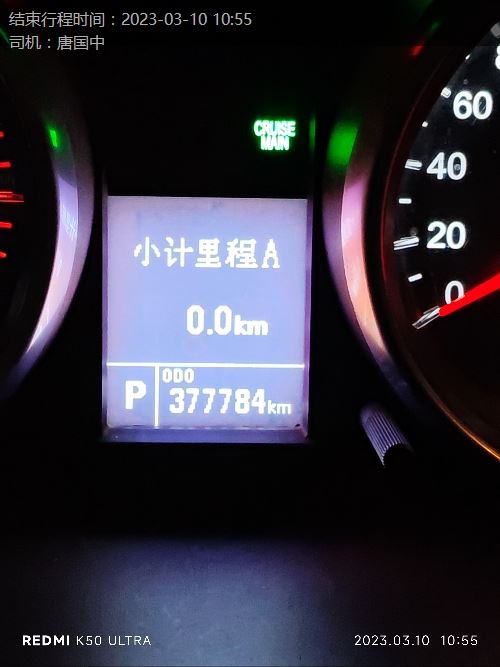 结束行程时间：2023-03-10 10:55
司机：唐国中
CRUISE
MAIN
60
40
20
0
小计里程A
0.0km
ODO
P 377784km
REDMI K50 ULTRA
2023.03.10 10:55